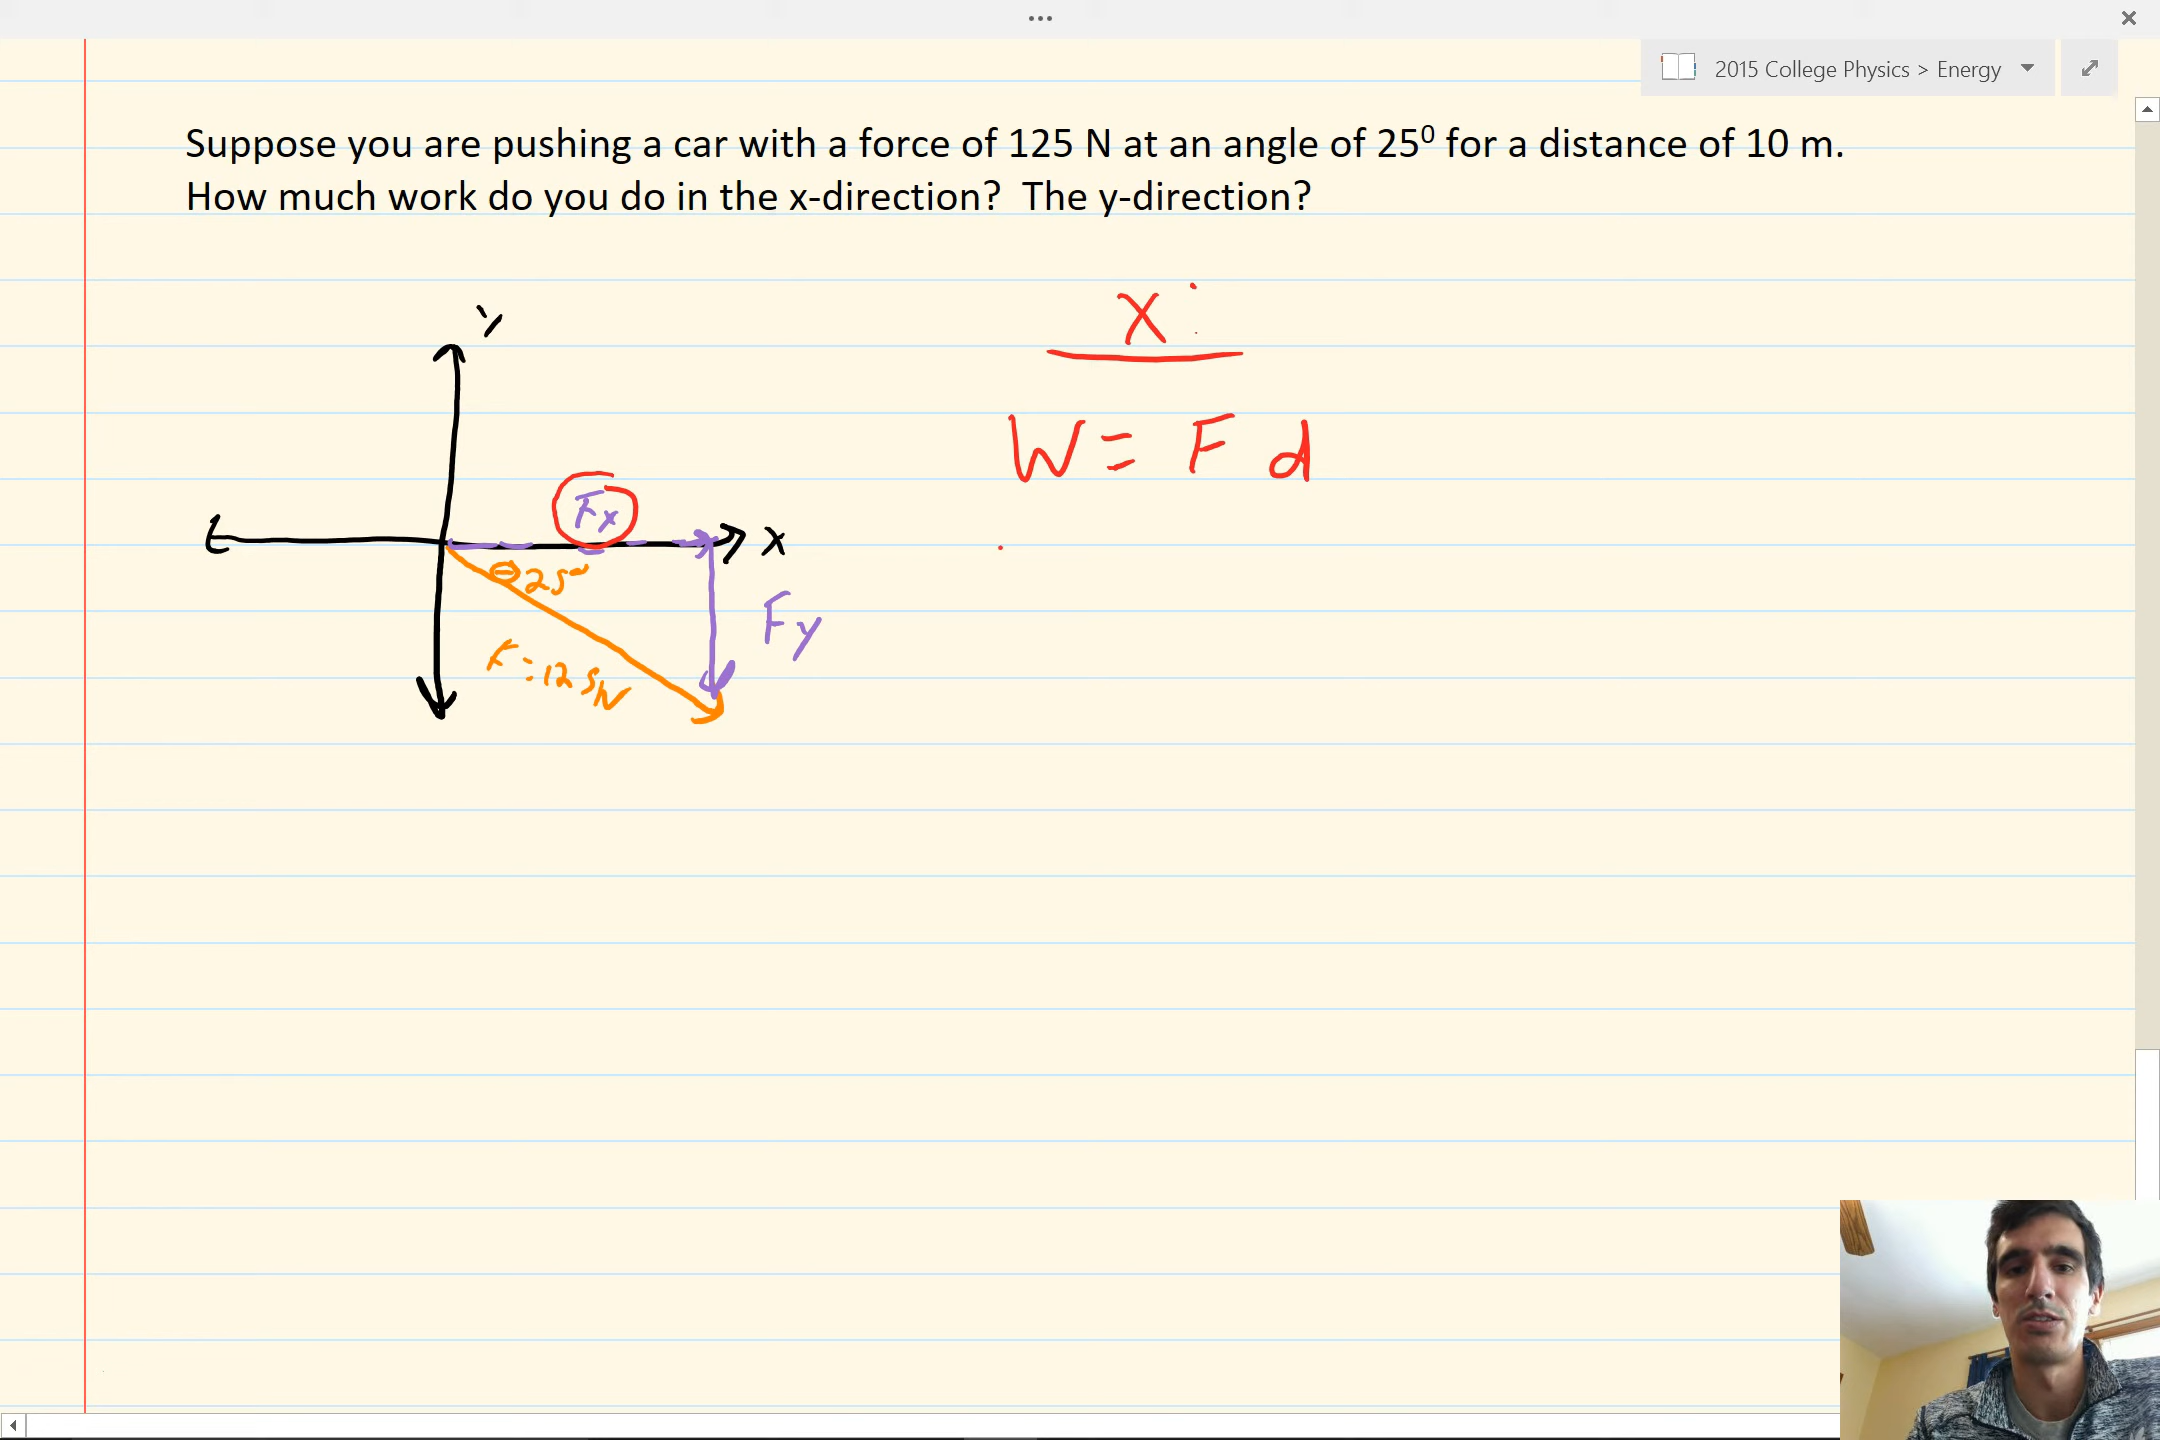 2015 College Physics > Energy
Suppose you are pushing a car with a force of 125 N at an angle of 25⁰ for a distance of 10 m.
How much work do you do in the x-direction?  The y-direction?
y
x:
W = F d
Fx
x
θ 25°
Fy
F = 125N